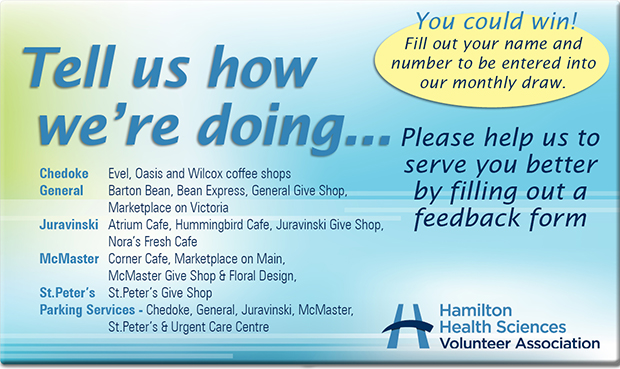 Tell us how
we're doing...
You could win!
Fill out your name and
number to be entered into
our monthly draw.
Please help us to
serve you better
by filling out a
feedback form
Chedoke Evel, Oasis and Wilcox coffee shops
General Barton Bean, Bean Express, General Give Shop,
Marketplace on Victoria
Juravinski Atrium Cafe, Hummingbird Cafe, Juravinski Give Shop,
Nora's Fresh Cafe
McMaster Corner Cafe, Marketplace on Main,
McMaster Give Shop & Floral Design,
St.Peter's St.Peter's Give Shop
Parking Services - Chedoke, General, Juravinski, McMaster,
St.Peter's & Urgent Care Centre
Hamilton
Health Sciences
Volunteer Association